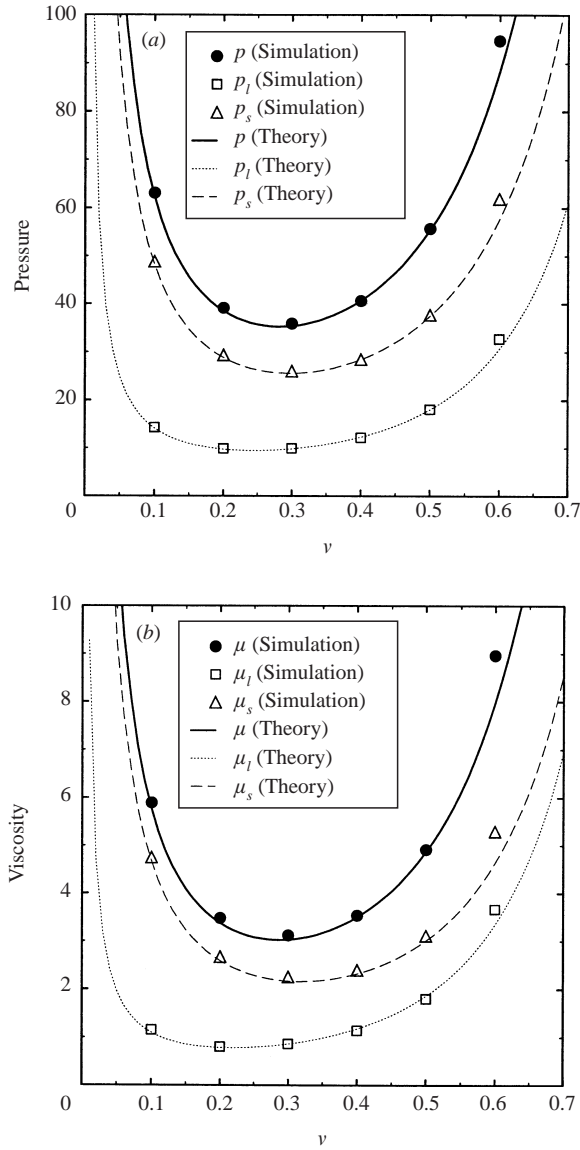 100
(a)
p (Simulation)
p_l (Simulation)
p_s (Simulation)
p (Theory)
p_l (Theory)
p_s (Theory)
80
60
40
20
0
Pressure
0.1 0.2 0.3 0.4 0.5 0.6 0.7
ν
10
(b)
μ (Simulation)
μ_l (Simulation)
μ_s (Simulation)
μ (Theory)
μ_l (Theory)
μ_s (Theory)
8
6
4
2
0
Viscosity
0.1 0.2 0.3 0.4 0.5 0.6 0.7
ν